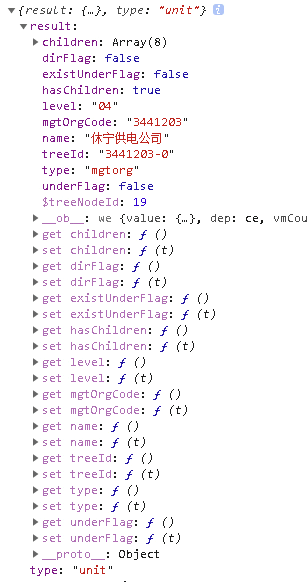 ▼ {result: {…}, type: "unit"} i
▼ result:
▶ children: Array(8)
dirFlag: false
existUnderFlag: false
hasChildren: true
level: "04"
mgtOrgCode: "3441203"
name: "休宁供电公司"
treeId: "3441203-0"
type: "mgtorg"
underFlag: false
$treeNodeId: 19
▶ __ob__: we {value: {…}, dep: ce, vmCou
▶ get children: ƒ ()
▶ set children: ƒ (t)
▶ get dirFlag: ƒ ()
▶ set dirFlag: ƒ (t)
▶ get existUnderFlag: ƒ ()
▶ set existUnderFlag: ƒ (t)
▶ get hasChildren: ƒ ()
▶ set hasChildren: ƒ (t)
▶ get level: ƒ ()
▶ set level: ƒ (t)
▶ get mgtOrgCode: ƒ ()
▶ set mgtOrgCode: ƒ (t)
▶ get name: ƒ ()
▶ set name: ƒ (t)
▶ get treeId: ƒ ()
▶ set treeId: ƒ (t)
▶ get type: ƒ ()
▶ set type: ƒ (t)
▶ get underFlag: ƒ ()
▶ set underFlag: ƒ (t)
▶ __proto__: Object
type: "unit"